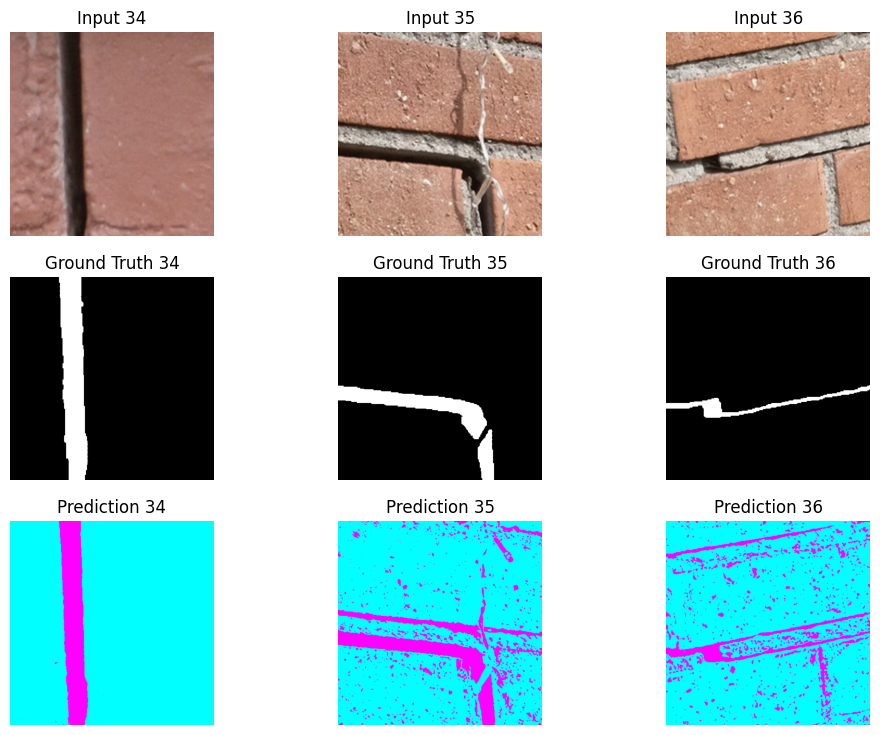 Input 34
Input 35
Input 36
Ground Truth 34
Ground Truth 35
Ground Truth 36
Prediction 34
Prediction 35
Prediction 36